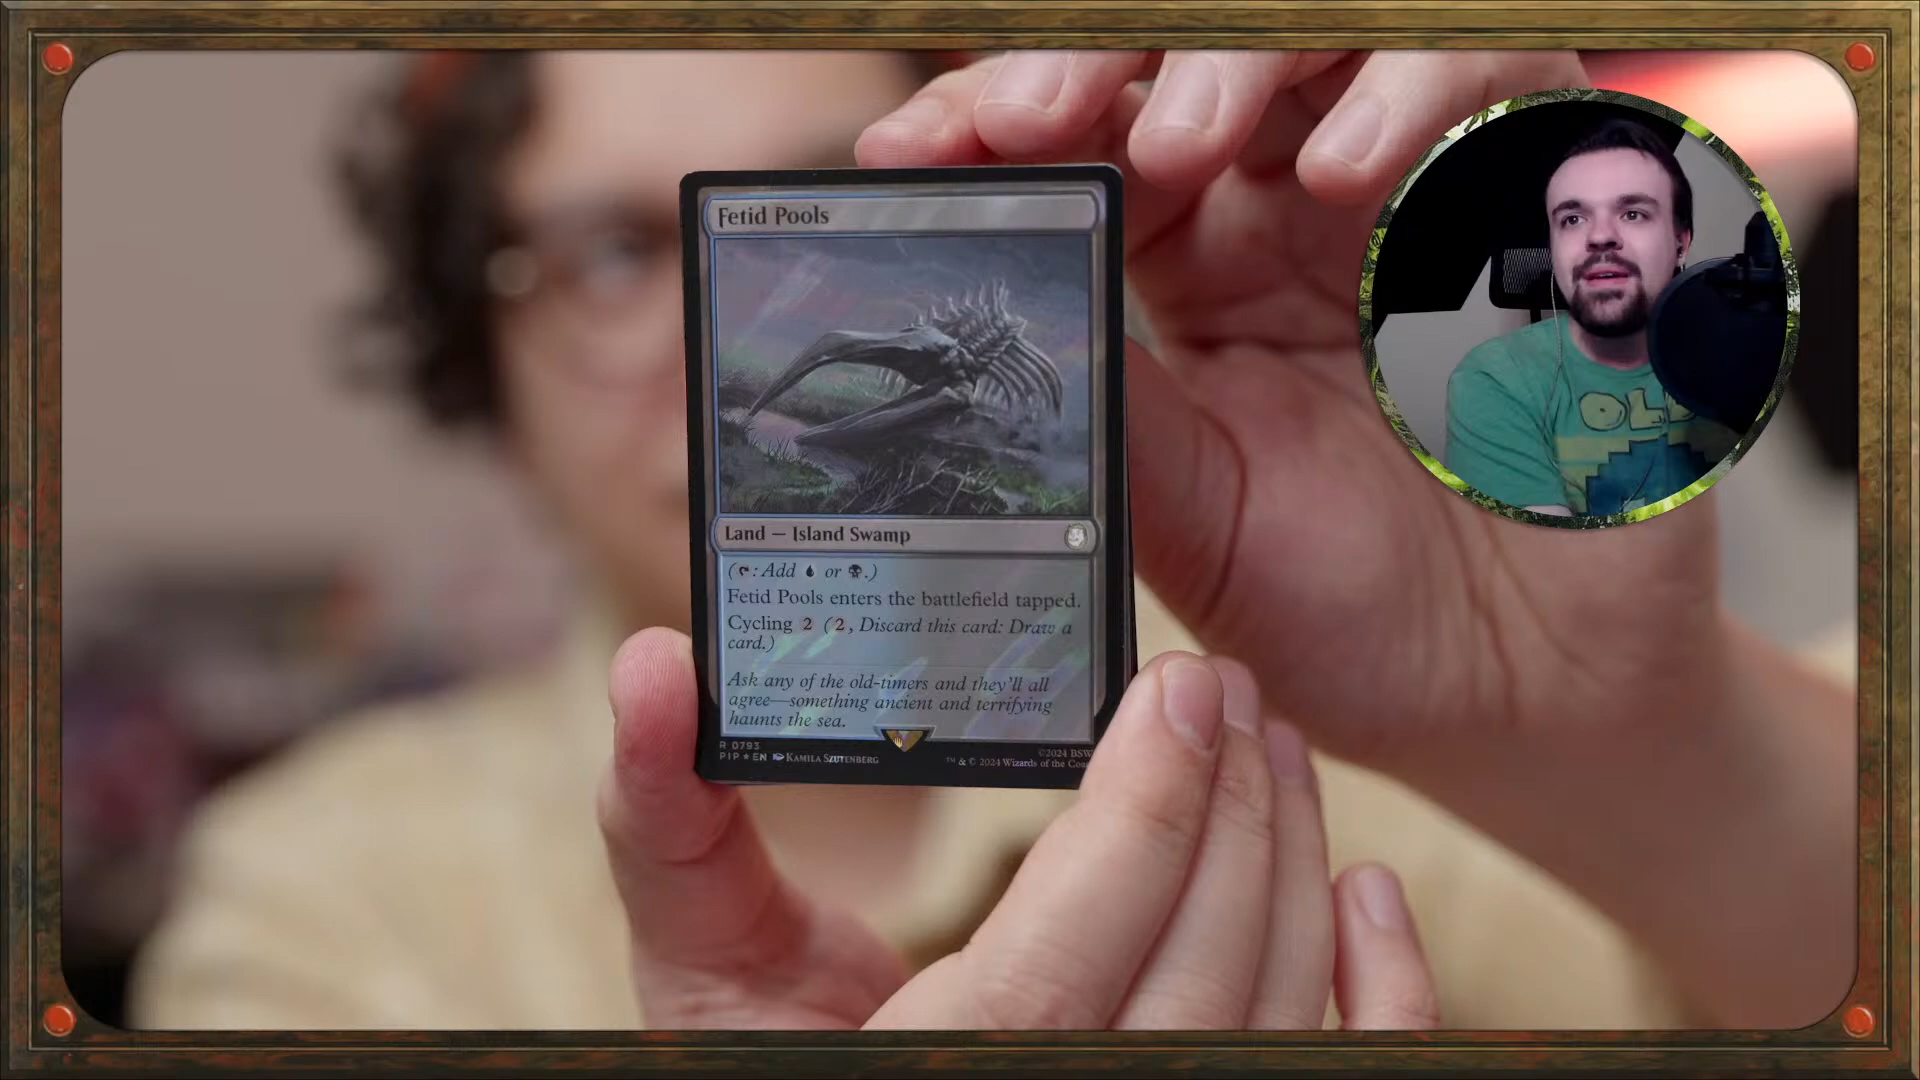 Fetid Pools
Land — Island Swamp
(: Add or .)
Fetid Pools enters the battlefield tapped.
Cycling 2 (2, Discard this card: Draw a
card.)
Ask any of the old-timers and they'll all
agree—something ancient and terrifying
haunts the sea.
R 0793
PIP ★ EN KAMILA SZUTENBERG
©2024 BSW
™ & © 2024 Wizards of the Coas
OLD